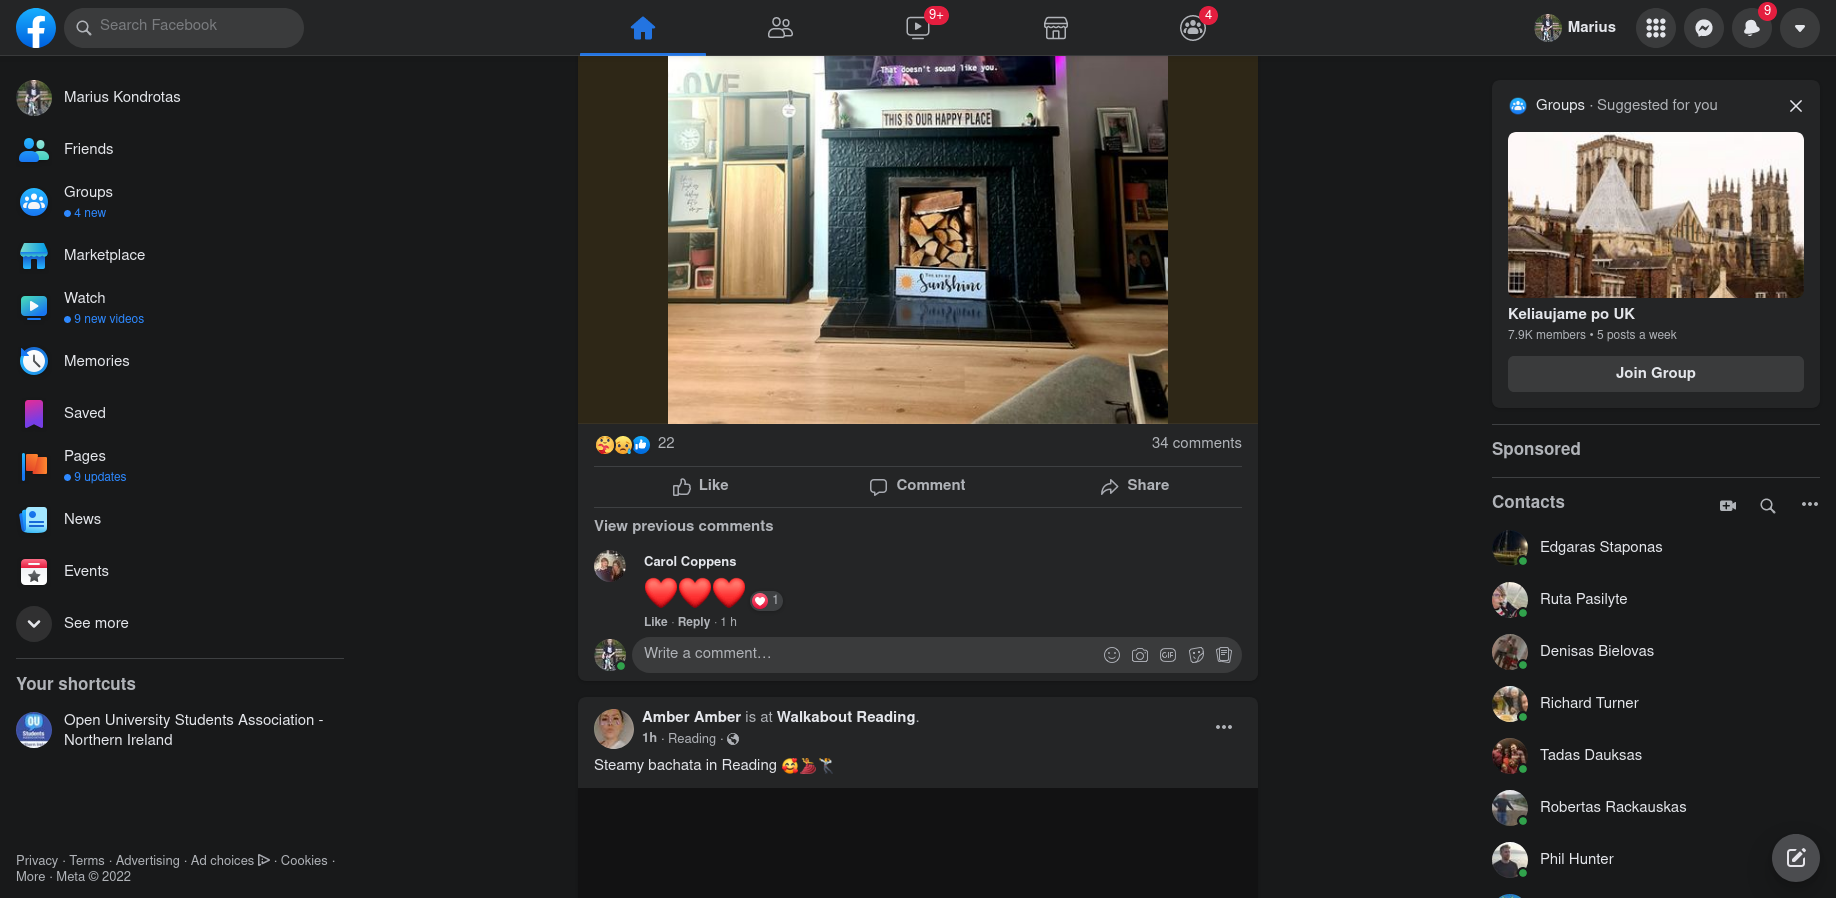 Search Facebook
9+
4
Marius
9
Marius Kondrotas
Friends
Groups
4 new
Marketplace
Watch
9 new videos
Memories
Saved
Pages
9 updates
News
Events
See more
Your shortcuts
OU
Students
Open University Students Association -
Northern Ireland
Privacy · Terms · Advertising · Ad choices · Cookies ·
More · Meta © 2022
That doesn't sound like you.
OVE
THIS IS OUR HAPPY PLACE
You are my
Sunshine
22
34 comments
Like
Comment
Share
View previous comments
Carol Coppens
❤️❤️❤️
1
Like · Reply · 1 h
Write a comment…
GIF
Amber Amber is at Walkabout Reading.
1h · Reading ·
Steamy bachata in Reading 🥰💃🕺
Groups · Suggested for you
Keliaujame po UK
7.9K members • 5 posts a week
Join Group
Sponsored
Contacts
Edgaras Staponas
Ruta Pasilyte
Denisas Bielovas
Richard Turner
Tadas Dauksas
Robertas Rackauskas
Phil Hunter